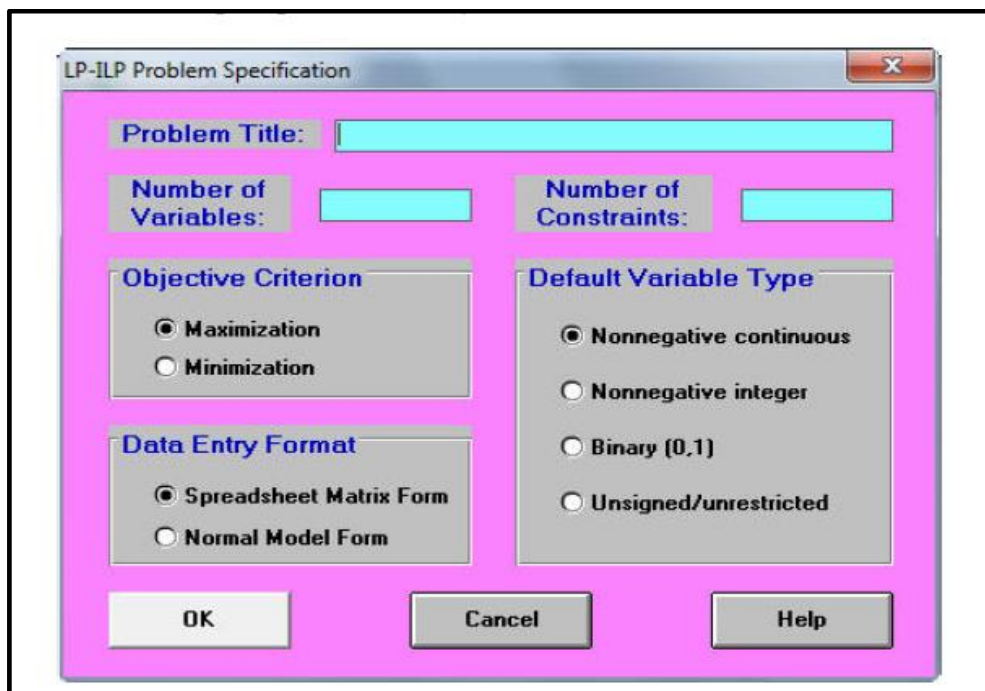 LP-ILP Problem Specification
Problem Title:
Number of
Variables:
Number of
Constraints:
Objective Criterion
Maximization
Minimization
Data Entry Format
Spreadsheet Matrix Form
Normal Model Form
Default Variable Type
Nonnegative continuous
Nonnegative integer
Binary (0,1)
Unsigned/unrestricted
OK
Cancel
Help